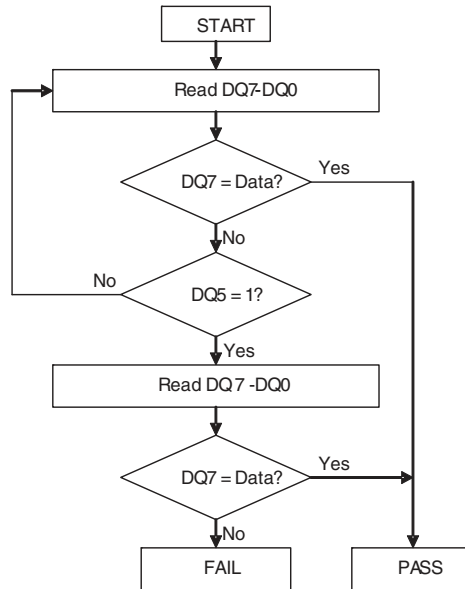 START
Read DQ7-DQ0
DQ7 = Data?
Yes
No
No
DQ5 = 1?
Yes
Read DQ 7 -DQ0
DQ7 = Data?
Yes
No
FAIL
PASS